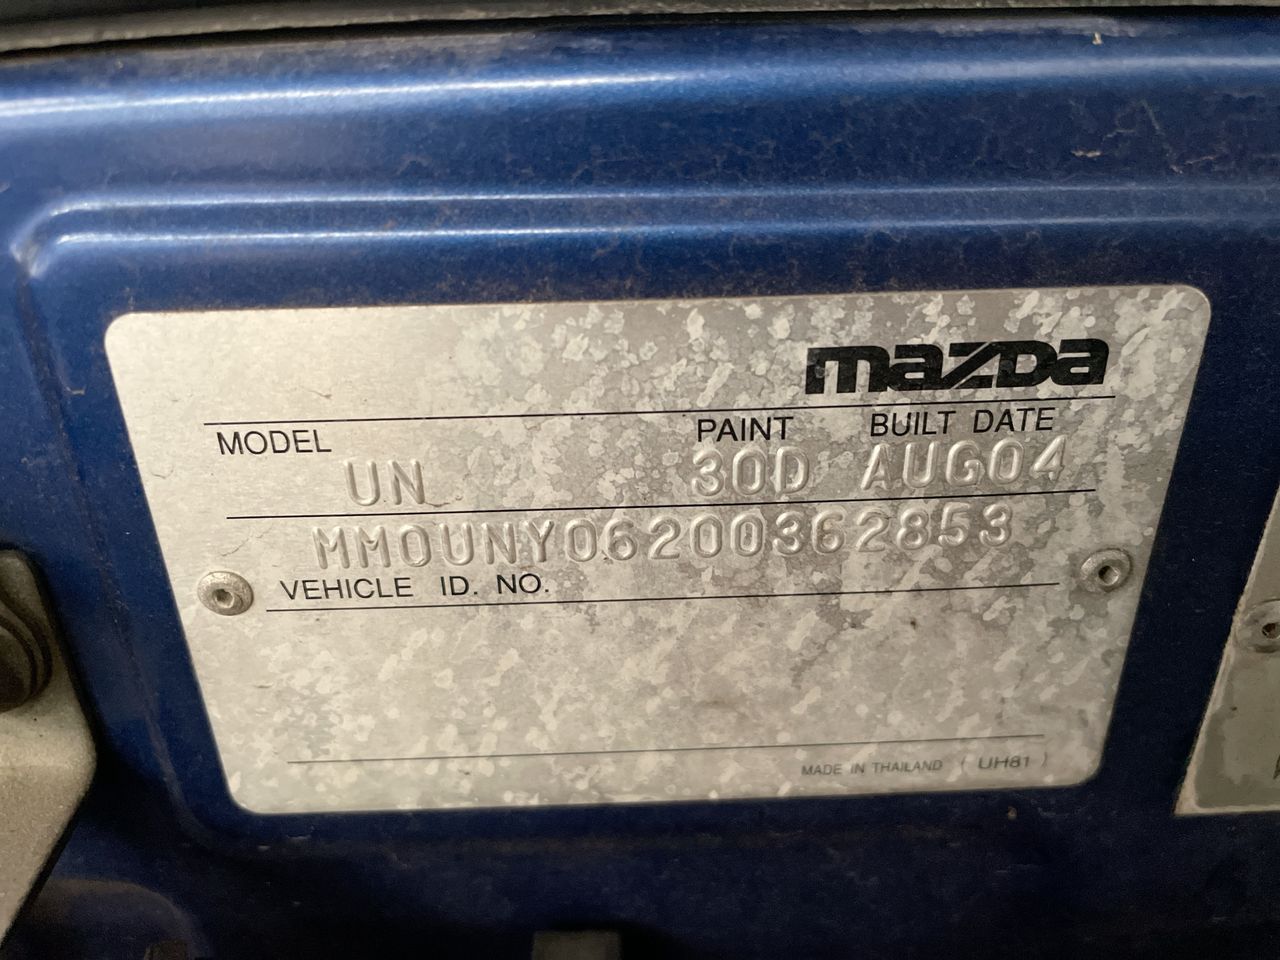 mazda
MODEL PAINT BUILT DATE
UN 30D AUG04
MM0UNY06200362853
VEHICLE ID. NO.
MADE IN THAILAND ( UH81 )